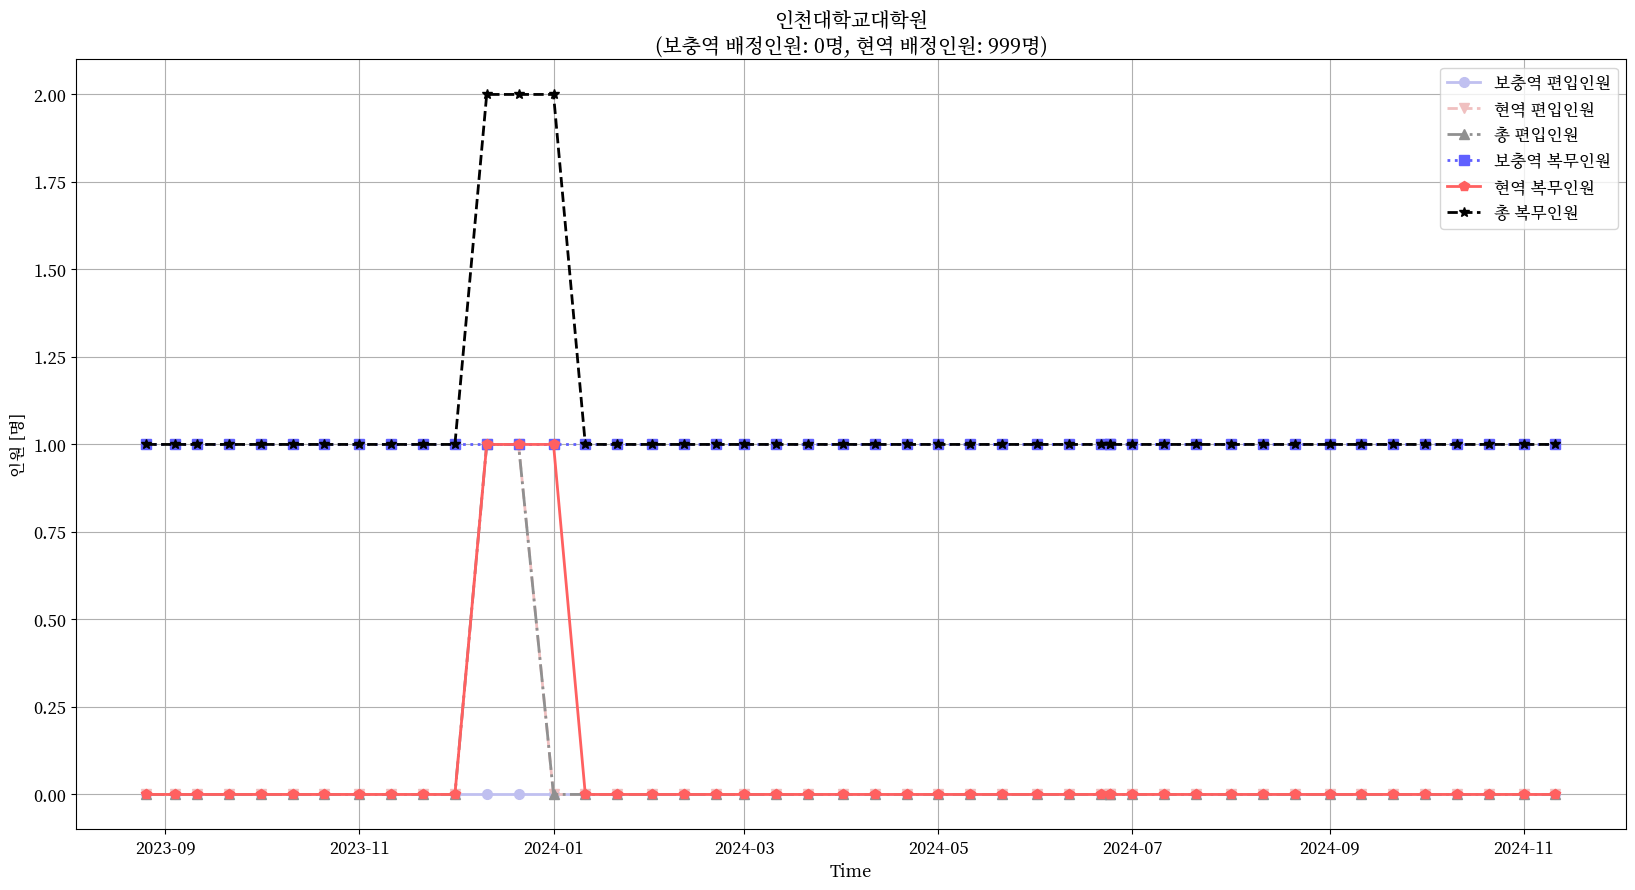 인천대학교대학원
(보충역 배정인원: 0명, 현역 배정인원: 999명)
보충역 편입인원
현역 편입인원
총 편입인원
보충역 복무인원
현역 복무인원
총 복무인원
인원 [명]
2.00
1.75
1.50
1.25
1.00
0.75
0.50
0.25
0.00
2023-09 2023-11 2024-01 2024-03 2024-05 2024-07 2024-09 2024-11
Time